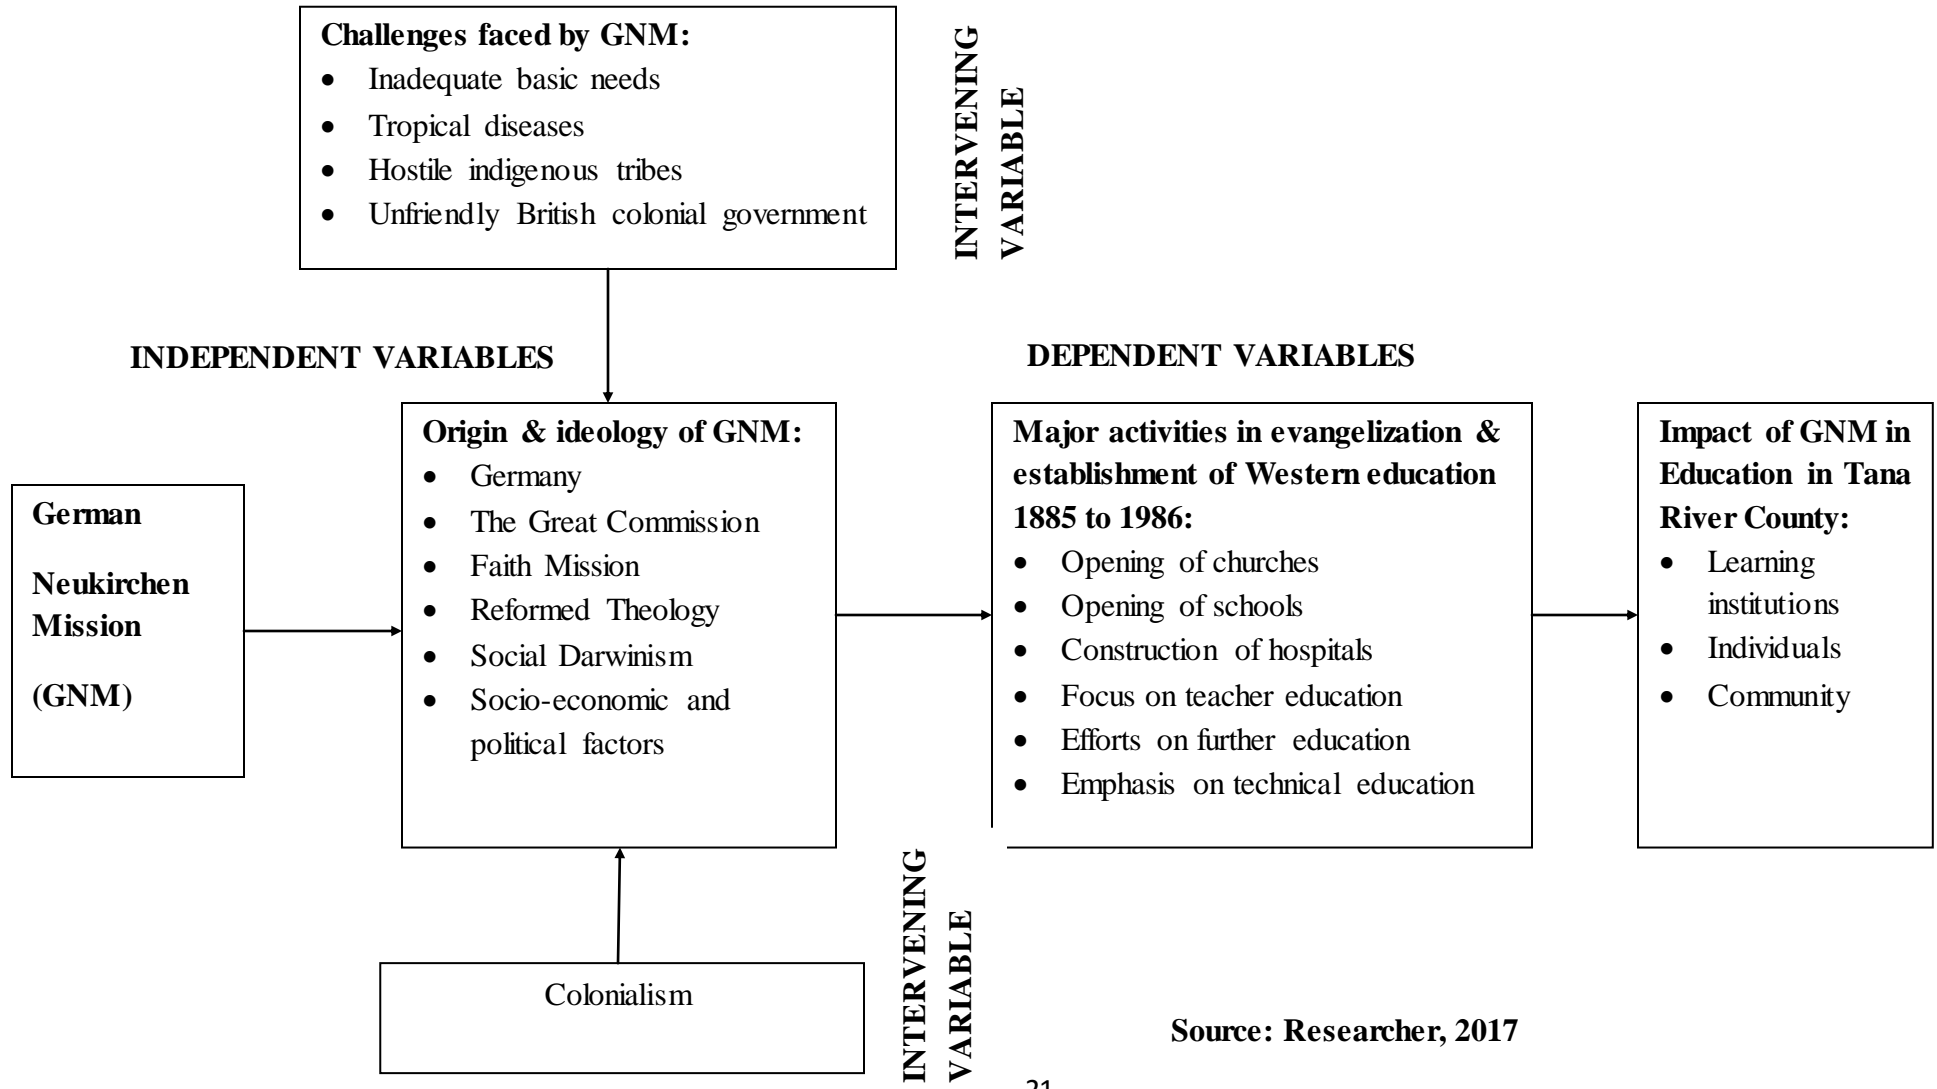 Challenges faced by GNM:
• Inadequate basic needs
• Tropical diseases
• Hostile indigenous tribes
• Unfriendly British colonial government
INTERVENING
VARIABLE
INDEPENDENT VARIABLES
DEPENDENT VARIABLES
German
Neukirchen
Mission
(GNM)
Origin & ideology of GNM:
• Germany
• The Great Commission
• Faith Mission
• Reformed Theology
• Social Darwinism
• Socio-economic and
political factors
Major activities in evangelization &
establishment of Western education
1885 to 1986:
• Opening of churches
• Opening of schools
• Construction of hospitals
• Focus on teacher education
• Efforts on further education
• Emphasis on technical education
Impact of GNM in
Education in Tana
River County:
• Learning
institutions
• Individuals
• Community
Colonialism
INTERVENING
VARIABLE
Source: Researcher, 2017
21